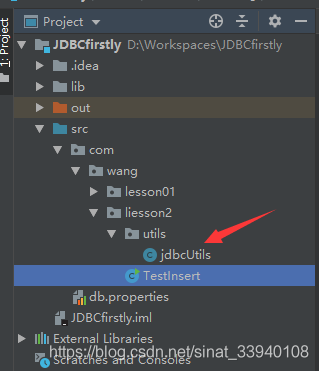 1: Project
Project
JDBCfirstly D:\Workspaces\JDBCfirstly
.idea
lib
out
src
com
wang
lesson01
liesson2
utils
jdbcUtils
TestInsert
db.properties
JDBCfirstly.iml
External Libraries
Scratches and Consoles
https://blog.csdn.net/sinat_33940108